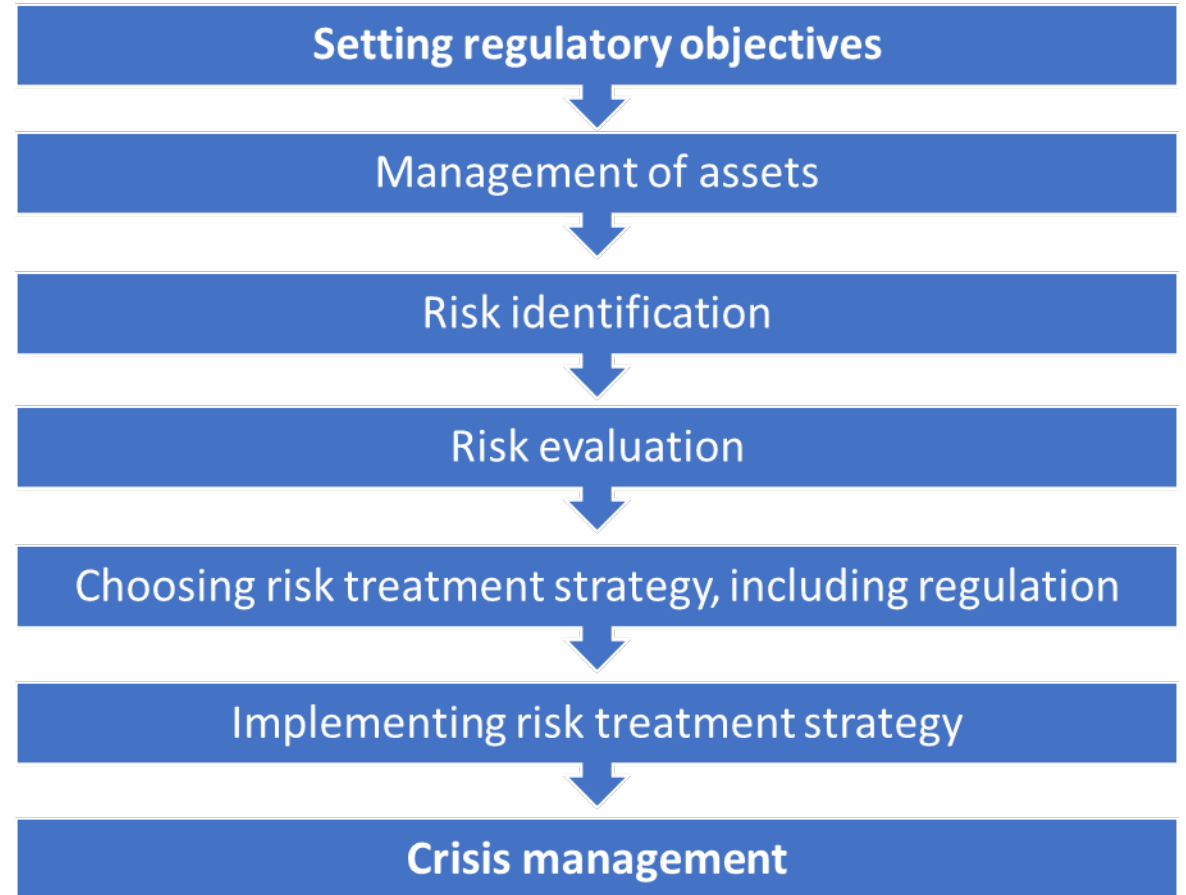 Setting regulatory objectives
Management of assets
Risk identification
Risk evaluation
Choosing risk treatment strategy, including regulation
Implementing risk treatment strategy
Crisis management